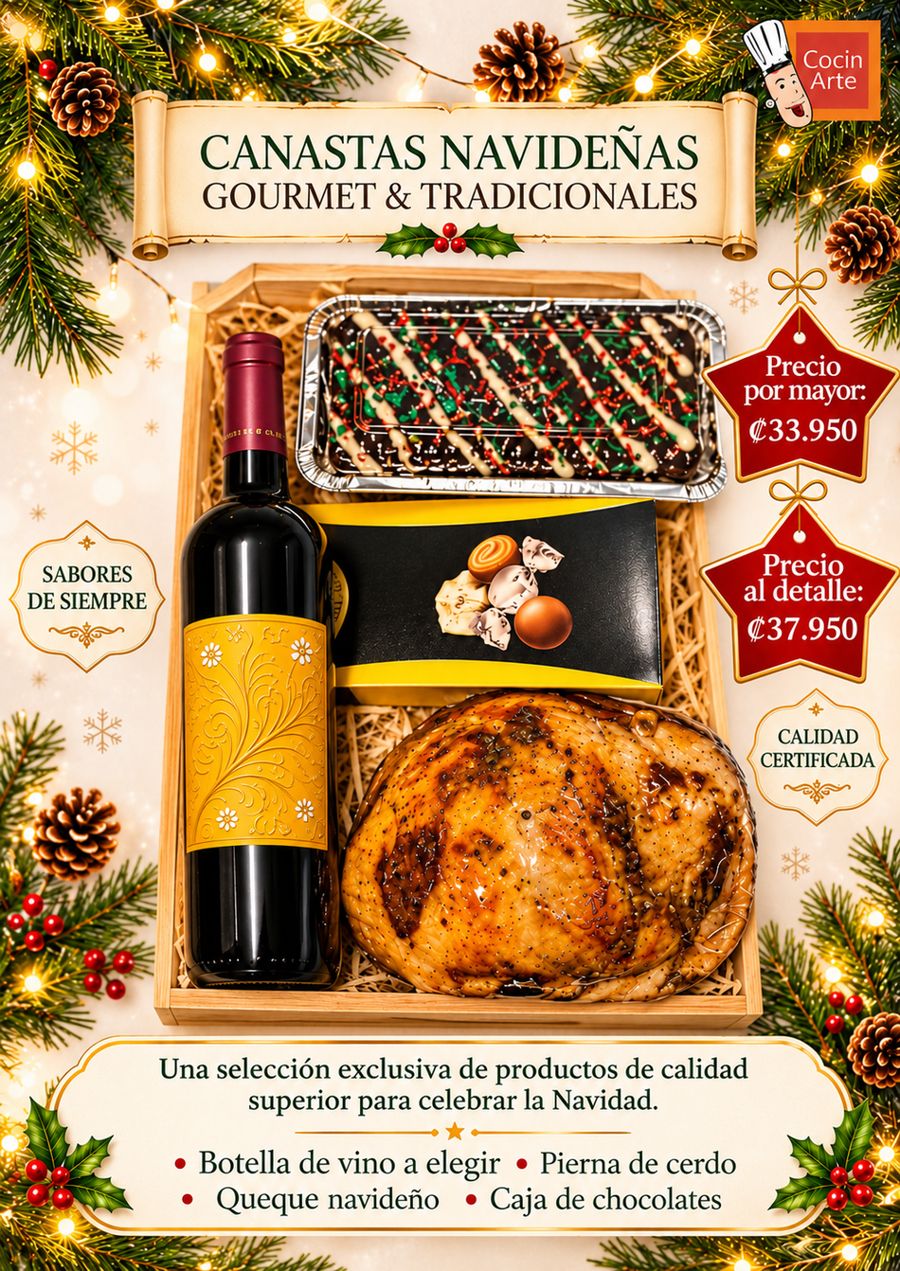 Cocin
Arte
CANASTAS NAVIDEÑAS
GOURMET & TRADICIONALES
Precio
por mayor:
₡33.950
Precio
al detalle:
₡37.950
SABORES
DE SIEMPRE
CALIDAD
CERTIFICADA
Una selección exclusiva de productos de calidad
superior para celebrar la Navidad.
• Botella de vino a elegir • Pierna de cerdo
• Queque navideño • Caja de chocolates